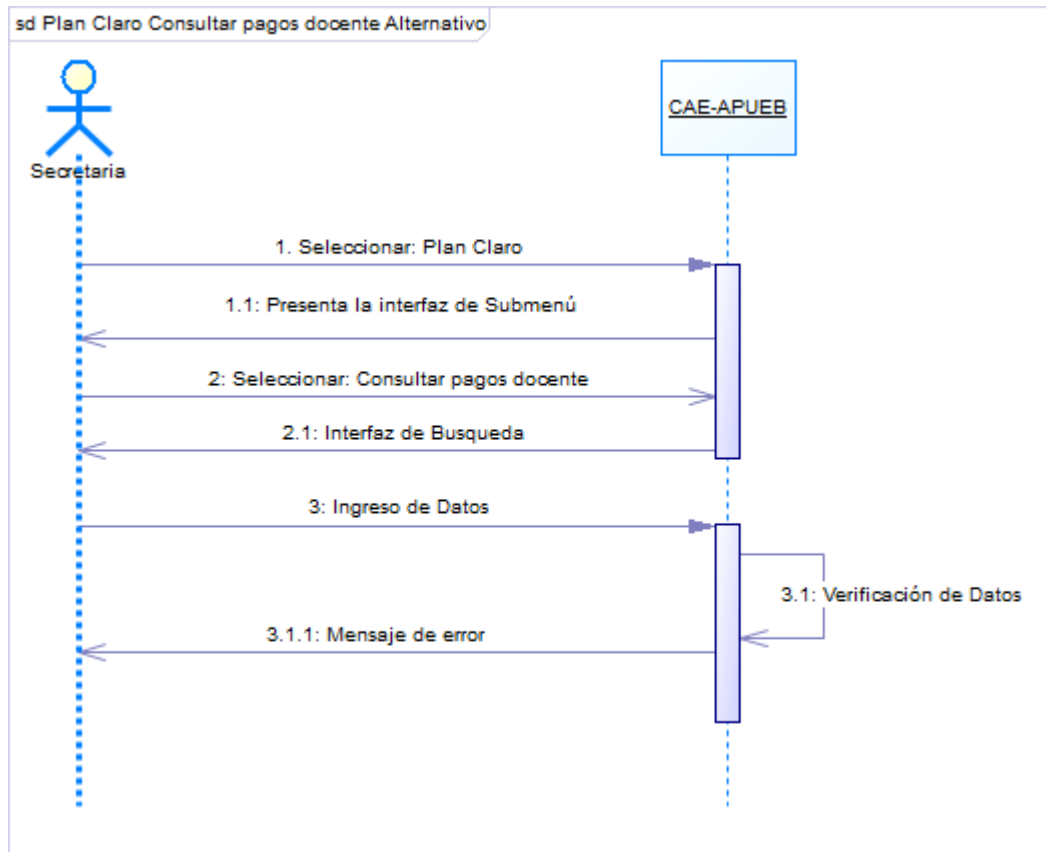 sd Plan Claro Consultar pagos docente Alternativo
CAE-APUEB
Secretaria
1. Seleccionar: Plan Claro
1.1: Presenta la interfaz de Submenú
2: Seleccionar: Consultar pagos docente
2.1: Interfaz de Busqueda
3: Ingreso de Datos
3.1: Verificación de Datos
3.1.1: Mensaje de error